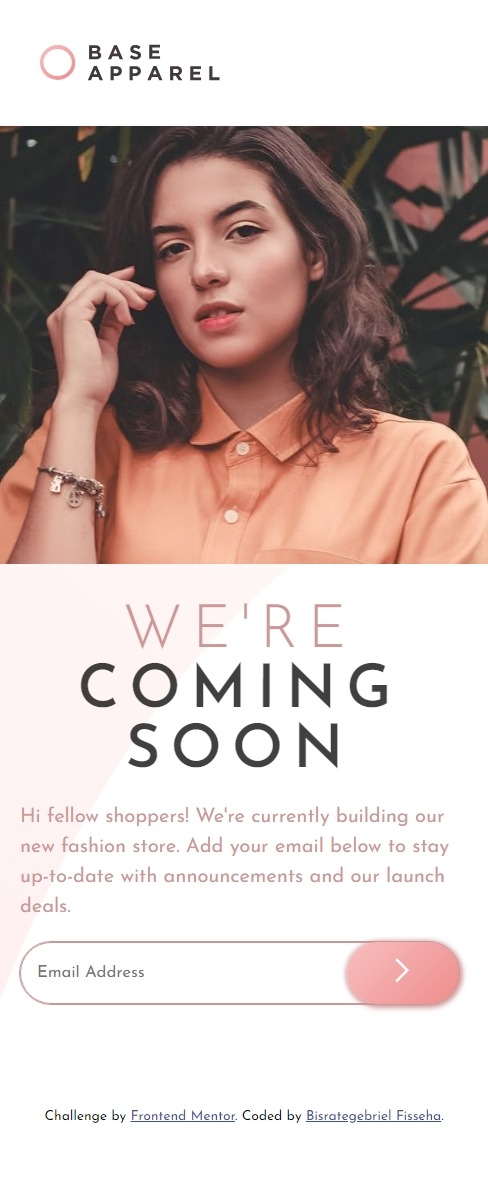 BASE
APPAREL
WE'RE
COMING
SOON
Hi fellow shoppers! We're currently building our
new fashion store. Add your email below to stay
up-to-date with announcements and our launch
deals.
Email Address
Challenge by Frontend Mentor. Coded by Bisrategebriel Fisseha.